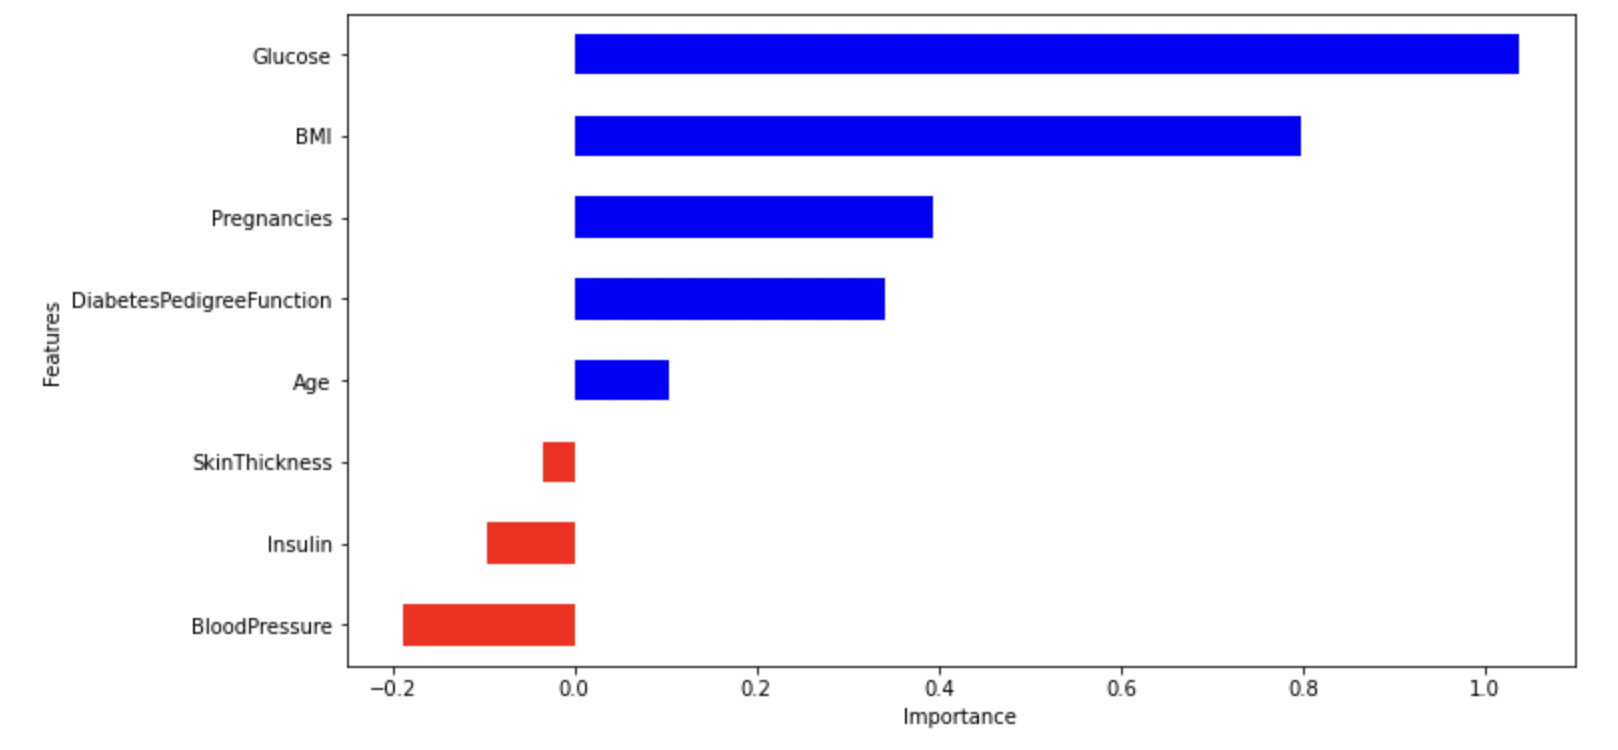 Glucose
BMI
Pregnancies
DiabetesPedigreeFunction
Features
Age
SkinThickness
Insulin
BloodPressure
−0.2 0.0 0.2 0.4 0.6 0.8 1.0
Importance